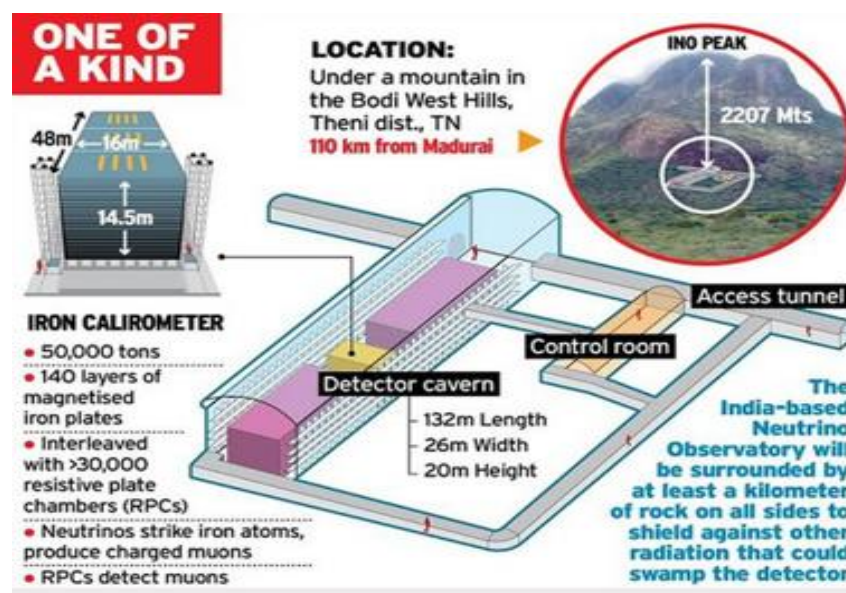 ONE OF
A KIND
48m
16m
14.5m
LOCATION:
Under a mountain in
the Bodi West Hills,
Theni dist., TN
110 km from Madurai
INO PEAK
2207 Mts
IRON CALIROMETER
• 50,000 tons
• 140 layers of
magnetised
iron plates
• Interleaved
with >30,000
resistive plate
chambers (RPCs)
• Neutrinos strike iron atoms,
produce charged muons
• RPCs detect muons
Detector cavern
132m Length
26m Width
20m Height
Control room
Access tunnel
The
India-based
Neutrino
Observatory will
be surrounded by
at least a kilometer
of rock on all sides to
shield against other
radiation that could
swamp the detector